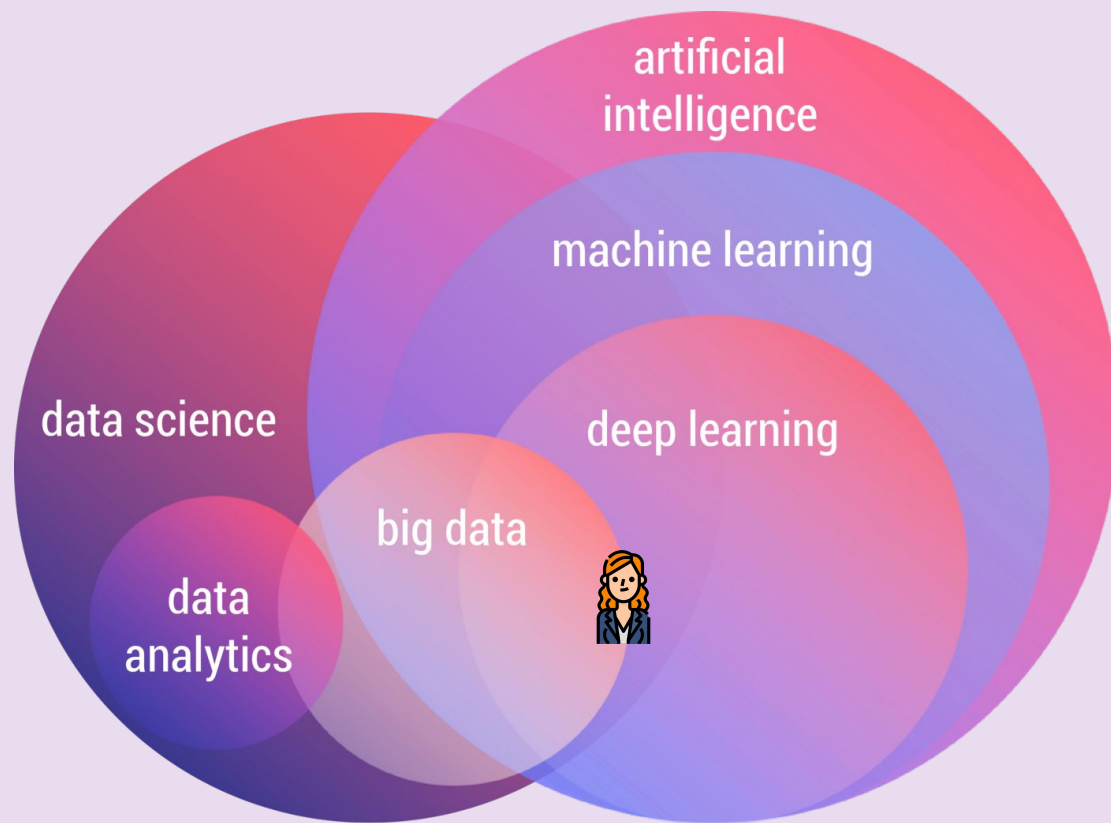 artificial
intelligence
machine learning
data science
deep learning
big data
data
analytics